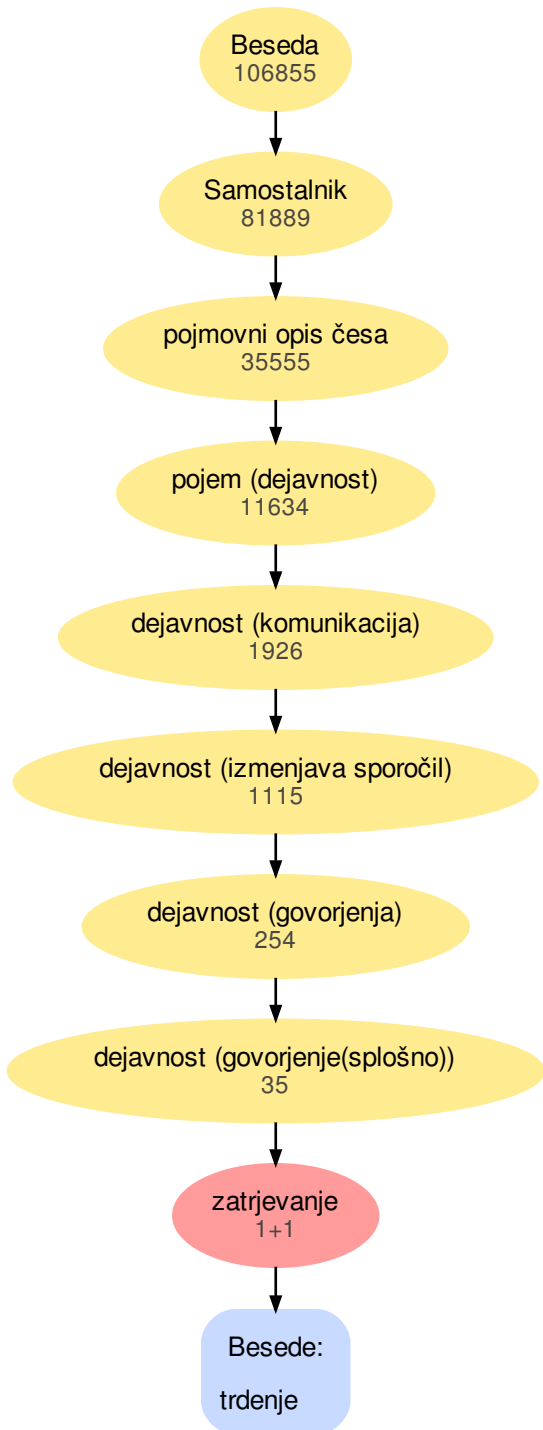 Beseda
106855
Samostalnik
81889
pojmovni opis česa
35555
pojem (dejavnost)
11634
dejavnost (komunikacija)
1926
dejavnost (izmenjava sporočil)
1115
dejavnost (govorjenja)
254
dejavnost (govorjenje(splošno))
35
zatrjevanje
1+1
Besede:
trdenje